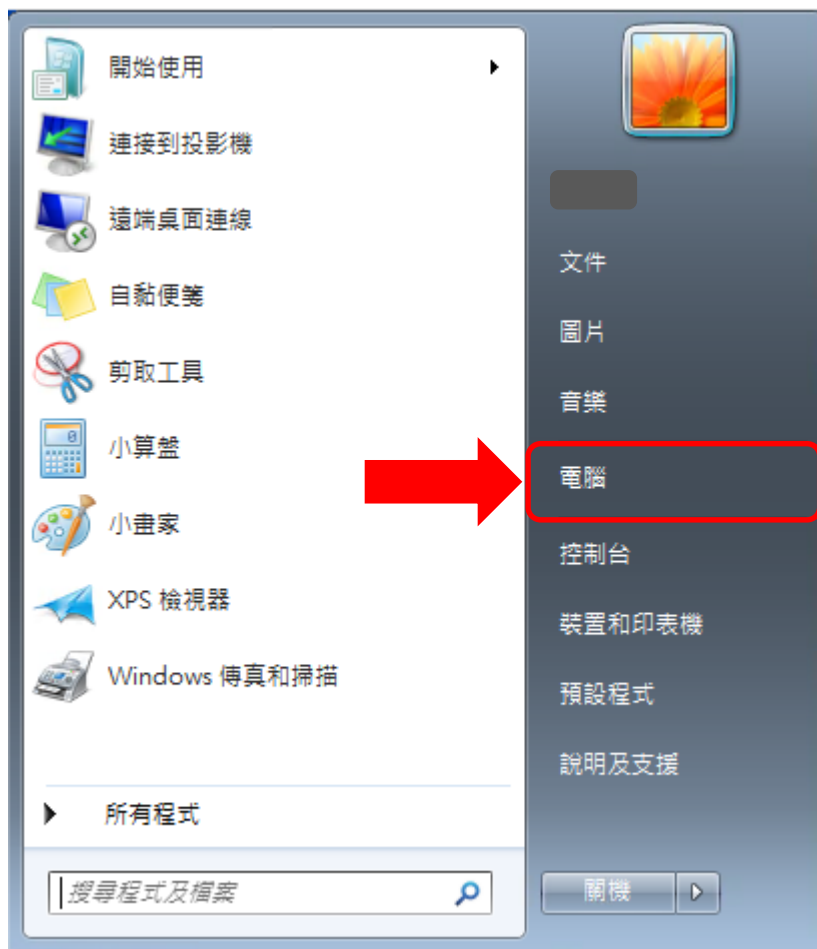 開始使用
連接到投影機
遠端桌面連線
自黏便箋
剪取工具
小算盤
小畫家
XPS 檢視器
Windows 傳真和掃描
所有程式
搜尋程式及檔案
文件
圖片
音樂
電腦
控制台
裝置和印表機
預設程式
說明及支援
關機